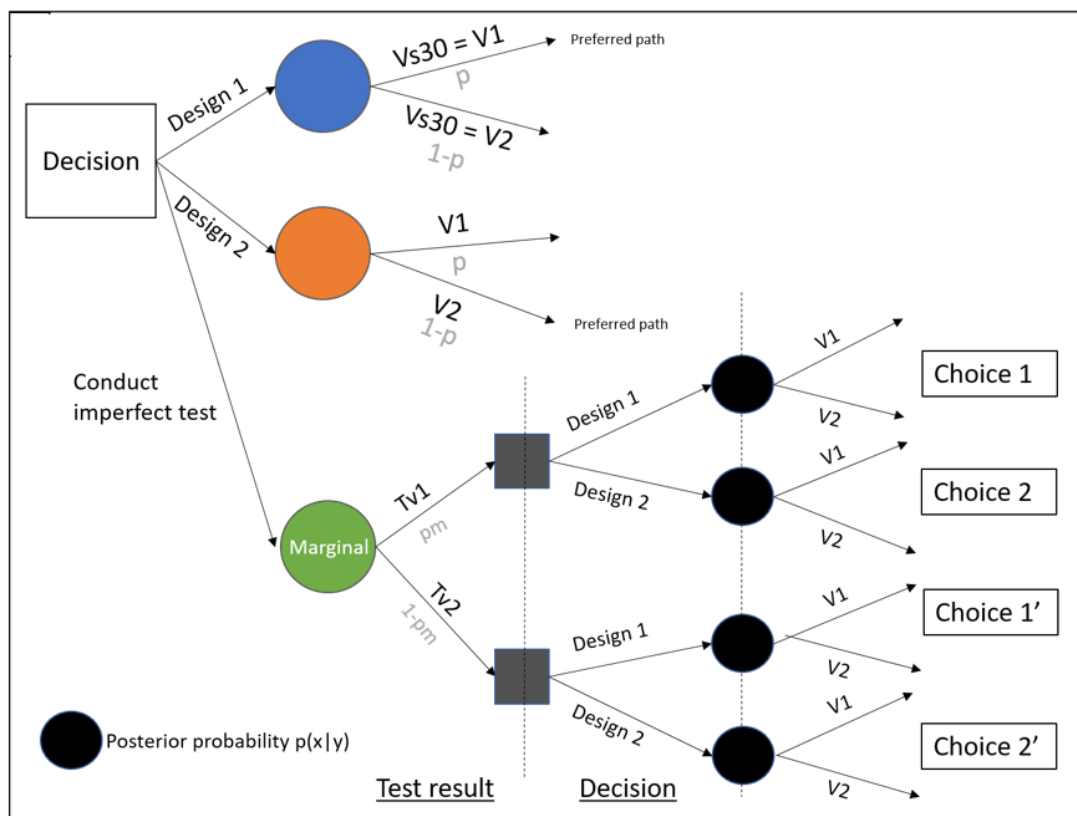 Decision
Design 1
Design 2
Conduct
imperfect test
Vs30 = V1
p
Preferred path
Vs30 = V2
1-p
V1
p
V2
1-p
Preferred path
Marginal
Tv1
pm
Tv2
1-pm
Design 1
Design 2
V1
V2
Choice 1
V1
V2
Choice 2
Design 1
Design 2
V1
V2
Choice 1’
V1
V2
Choice 2’
Posterior probability p(x|y)
Test result
Decision